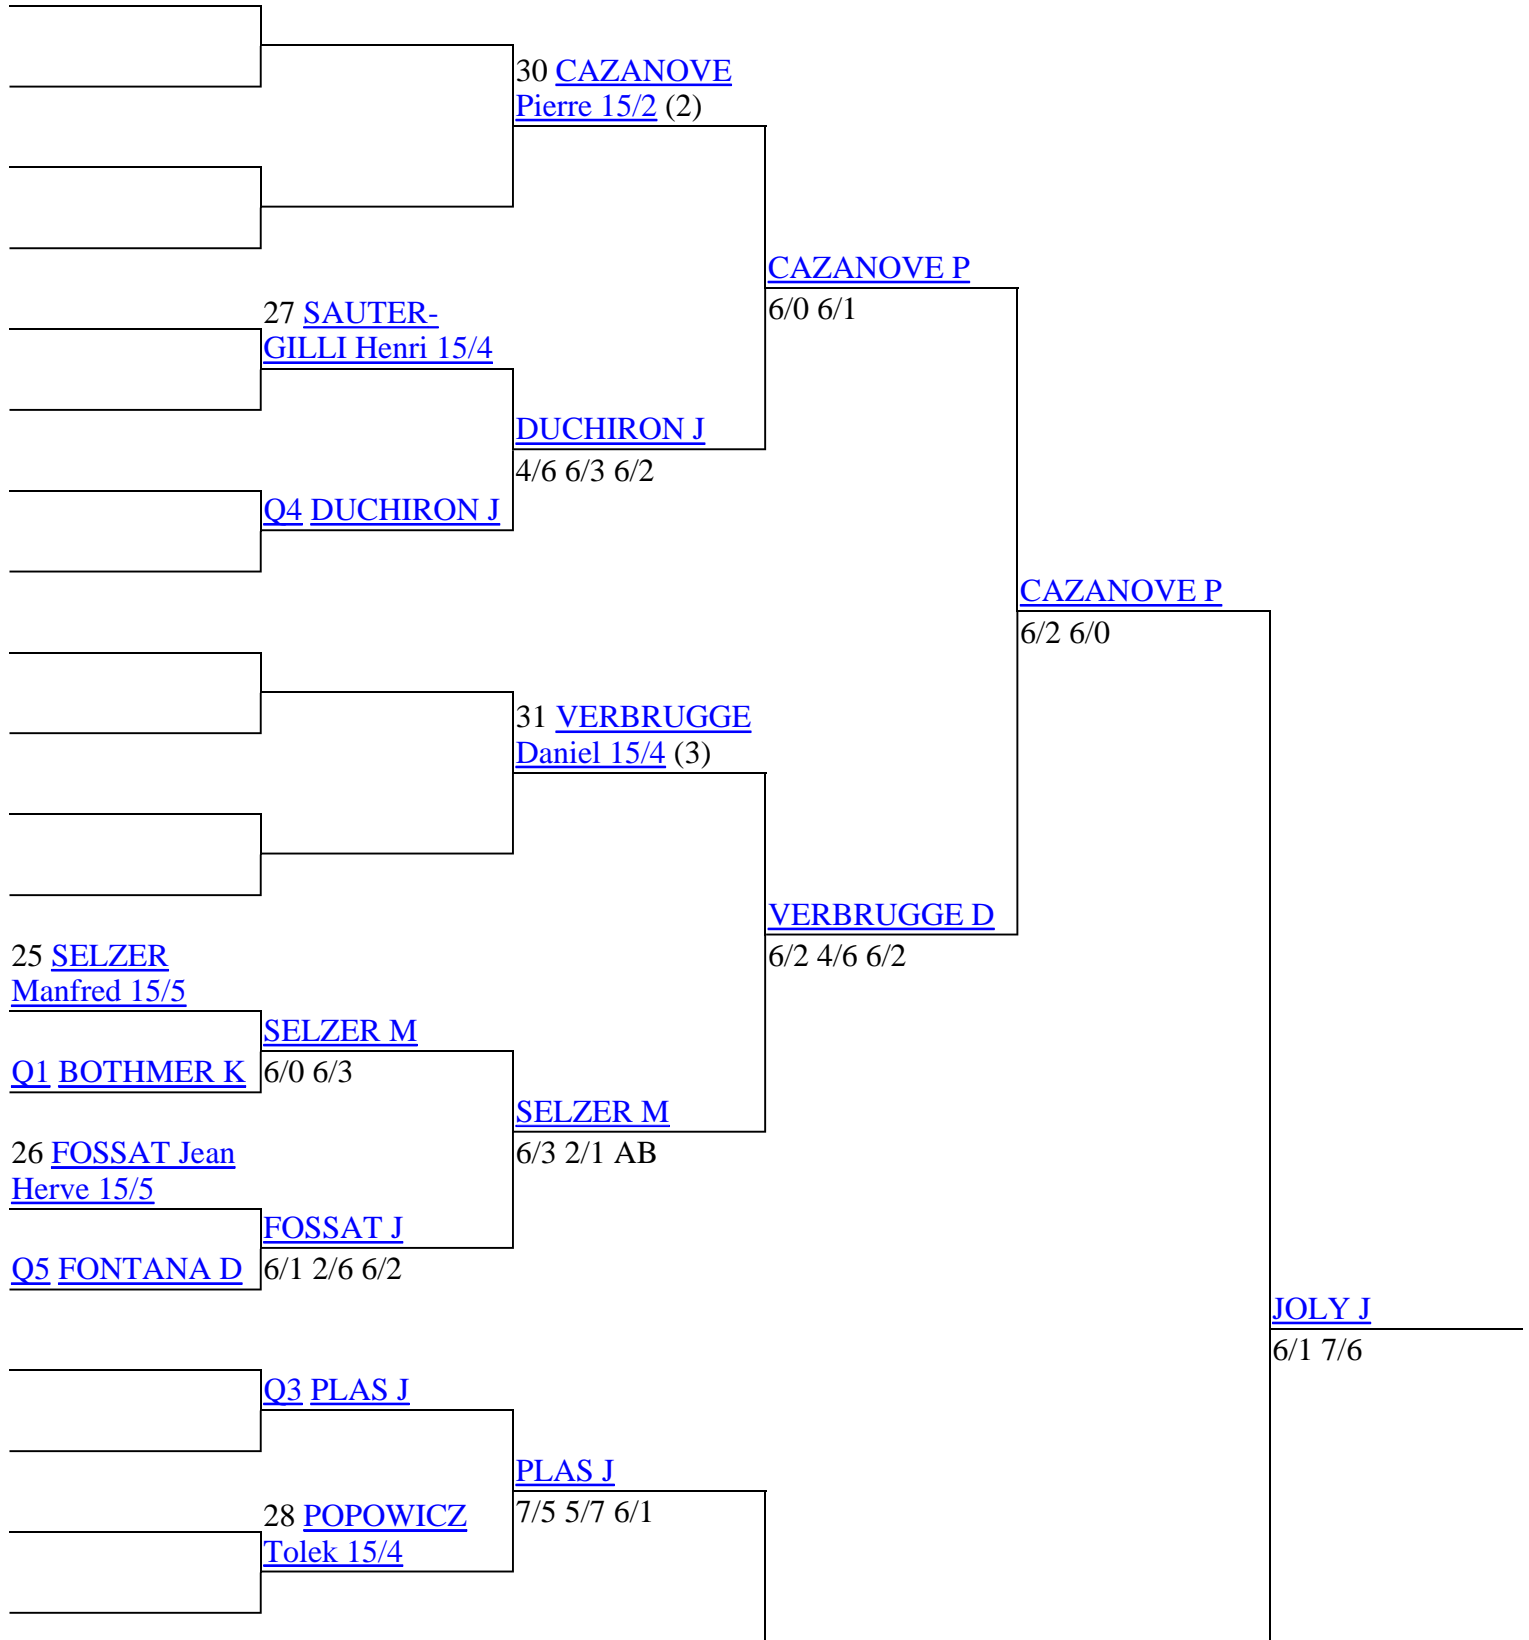 30 CAZANOVE
Pierre 15/2 (2)
CAZANOVE P
6/0 6/1
27 SAUTER-
GILLI Henri 15/4
DUCHIRON J
4/6 6/3 6/2
Q4 DUCHIRON J
CAZANOVE P
6/2 6/0
31 VERBRUGGE
Daniel 15/4 (3)
VERBRUGGE D
6/2 4/6 6/2
25 SELZER
Manfred 15/5
SELZER M
6/0 6/3
Q1 BOTHMER K
SELZER M
6/3 2/1 AB
26 FOSSAT Jean
Herve 15/5
FOSSAT J
6/1 2/6 6/2
Q5 FONTANA D
JOLY J
6/1 7/6
Q3 PLAS J
PLAS J
7/5 5/7 6/1
28 POPOWICZ
Tolek 15/4